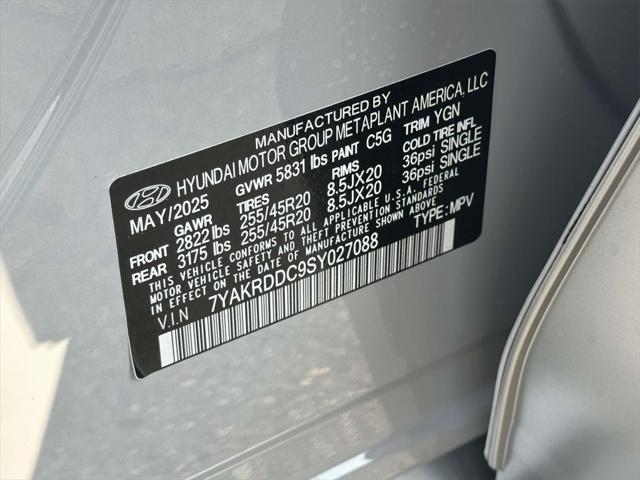 MANUFACTURED BY
HYUNDAI MOTOR GROUP METAPLANT AMERICA, LLC
MAY/2025 GVWR 5831 lbs PAINT C5G TRIM YGN
GAWR TIRES RIMS COLD TIRE INFL
FRONT 2822 lbs 255/45R20 8.5JX20 36psi SINGLE
REAR 3175 lbs 255/45R20 8.5JX20 36psi SINGLE
THIS VEHICLE CONFORMS TO ALL APPLICABLE U.S.A. FEDERAL
MOTOR VEHICLE SAFETY AND THEFT PREVENTION STANDARDS
IN EFFECT ON THE DATE OF MANUFACTURE SHOWN ABOVE. TYPE: MPV
V.I.N 7YAKRDDC9SY027088